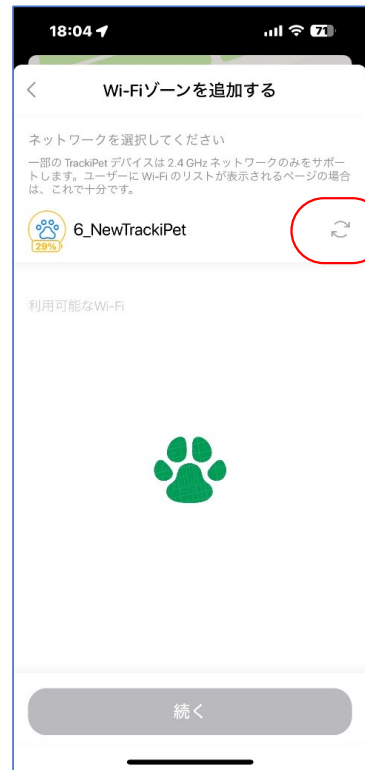 18:04
71
Wi-Fiゾーンを追加する
ネットワークを選択してください
一部の TrackiPet デバイスは 2.4 GHz ネットワークのみをサポー
トします。ユーザーに Wi-Fi のリストが表示されるページの場合
は、これで十分です。
6_NewTrackiPet
29%
利用可能なWi-Fi
続く